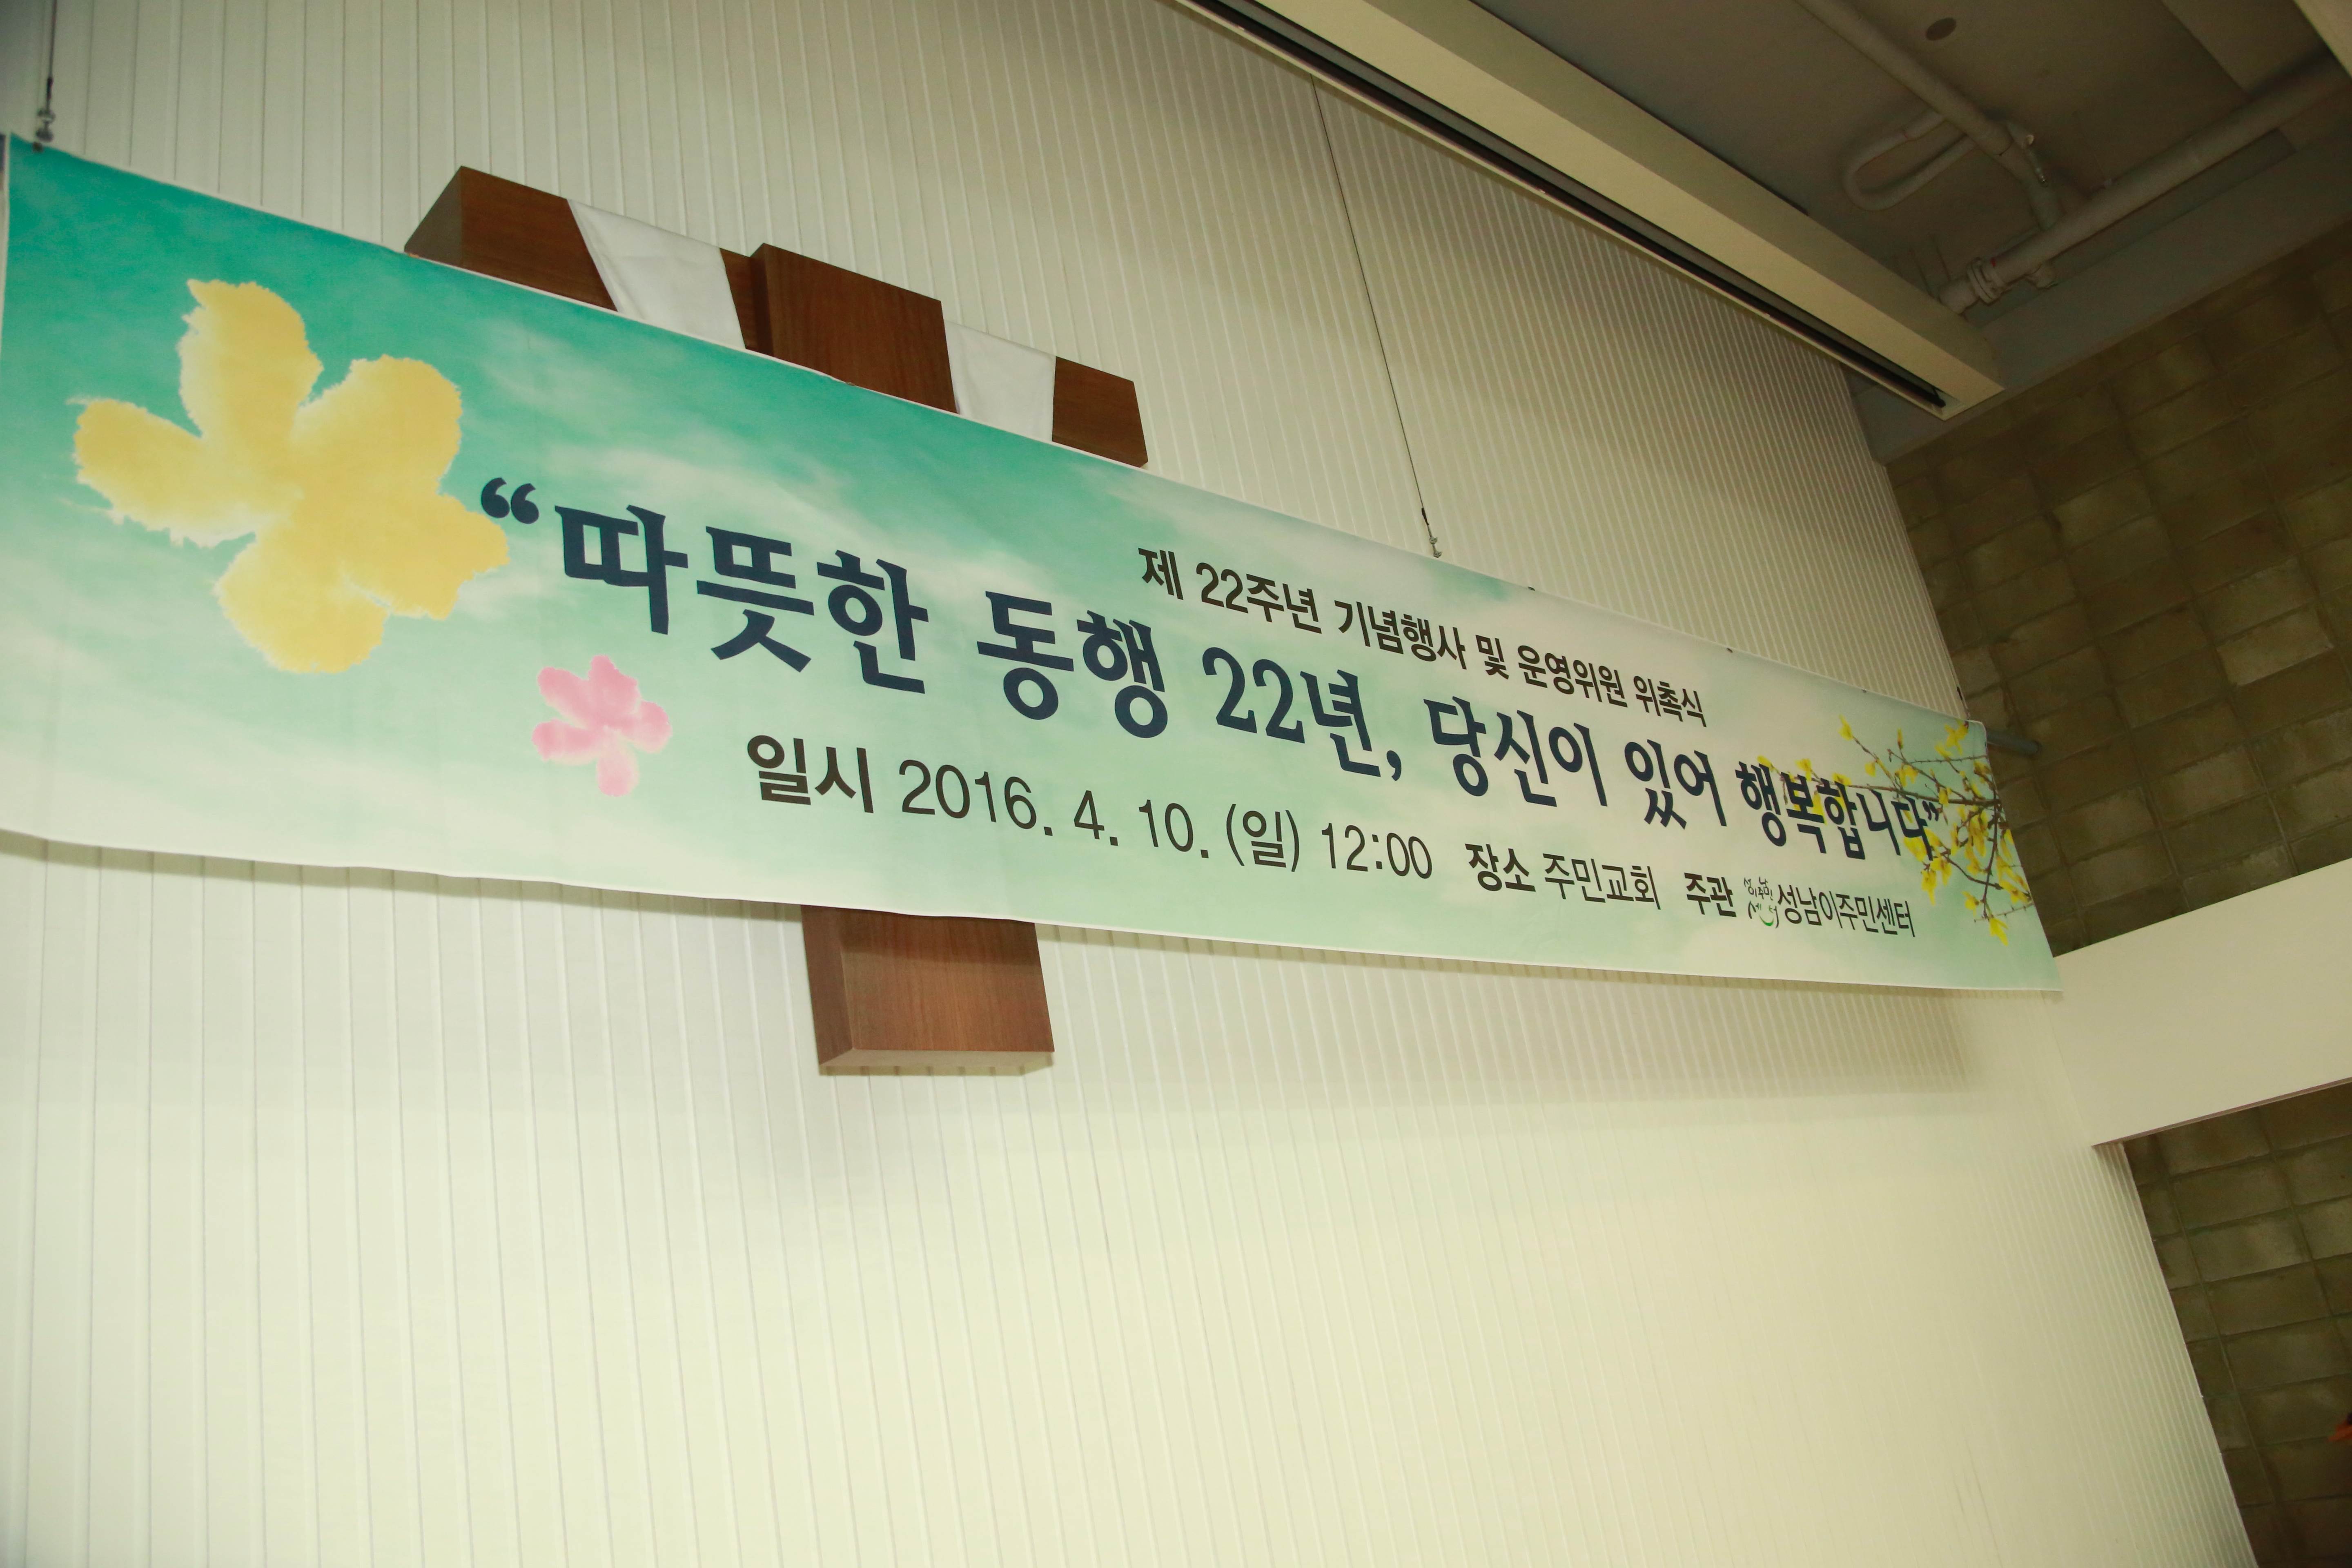 제 22주년 기념행사 및 운영위원 위촉식
“따뜻한 동행 22년, 당신이 있어 행복합니다”
일시 2016. 4. 10. (일) 12:00 장소 주민교회 주관 성남이주민센터